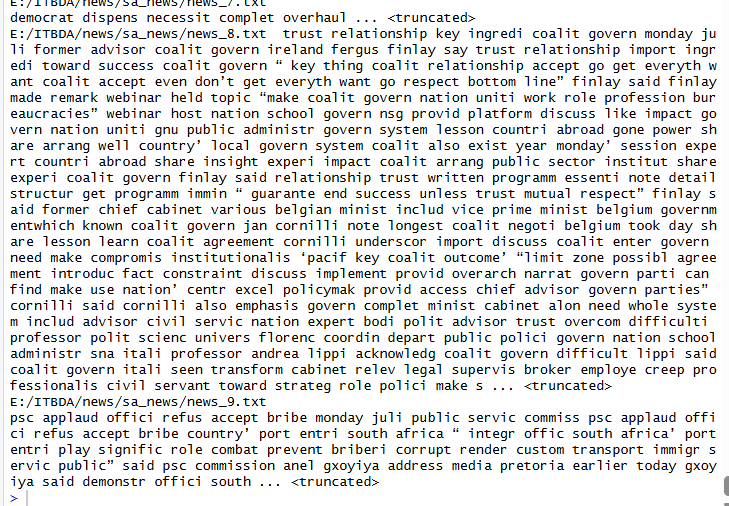 E:/ITBDA/news/sa_news/news_7.txt
democrat dispens necessit complet overhaul ... <truncated>
E:/ITBDA/news/sa_news/news_8.txt  trust relationship key ingredi coalit govern monday ju
li former advisor coalit govern ireland fergus finlay say trust relationship import ingr
edi toward success coalit govern “ key thing coalit relationship accept go get everyth w
ant coalit accept even don’t get everyth want go respect bottom line” finlay said finlay
made remark webinar held topic “make coalit govern nation uniti work role profession bur
eaucracies” webinar host nation school govern nsg provid platform discuss like impact go
vern nation uniti gnu public administr govern system lesson countri abroad gone power sh
are arrang well country’ local govern system coalit also exist year monday’ session expe
rt countri abroad share insight experi impact coalit arrang public sector institut share
experi coalit govern finlay said relationship trust written programm essenti note detail
structur get programm immin “ guarante end success unless trust mutual respect” finlay s
aid former chief cabinet various belgian minist includ vice prime minist belgium governm
entwhich known coalit govern jan cornilli note longest coalit negoti belgium took day sh
are lesson learn coalit agreement cornilli underscor import discuss coalit enter govern
need make compromis institutionalis ‘pacif key coalit outcome’ “limit zone possibl agree
ment introduc fact constraint discuss implement provid overarch narrat govern parti can
find make use nation’ centr excel policymak provid access chief advisor govern parties”
cornilli said cornilli also emphasis govern complet minist cabinet alon need whole syste
m includ advisor civil servic nation expert bodi polit advisor trust overcom difficulti
professor polit scienc univers florenc coordin depart public polici govern nation school
administr sna itali professor andrea lippi acknowledg coalit govern difficult lippi said
coalit govern itali seen transform cabinet relev legal supervis broker employe creep pro
fessionalis civil servant toward strateg role polici make s ... <truncated>
E:/ITBDA/news/sa_news/news_9.txt
psc applaud offici refus accept bribe monday juli public servic commiss psc applaud offi
ci refus accept bribe country’ port entri south africa “ integr offic south africa’ port
entri play signific role combat prevent briberi corrupt render custom transport immigr s
ervic public” said psc commission anel gxoyiya address media pretoria earlier today gxoy
iya said demonstr offici south ... <truncated>
>